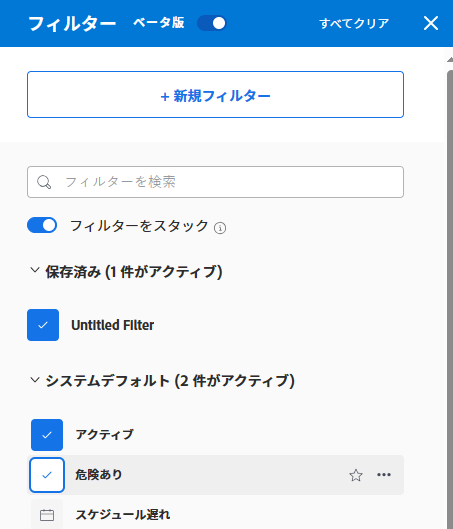 フィルター ベータ版 すべてクリア
+ 新規フィルター
フィルターを検索
フィルターをスタック
保存済み (1 件がアクティブ)
Untitled Filter
システムデフォルト (2 件がアクティブ)
アクティブ
危険あり
スケジュール遅れ